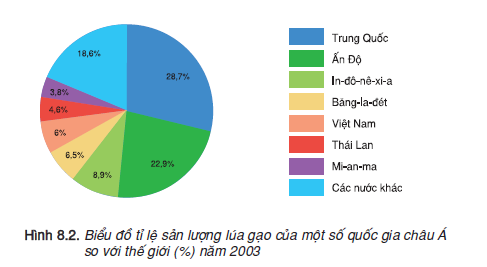 28,7%
22,9%
8,9%
6,5%
6%
4,6%
3,8%
18,6%
Trung Quốc
Ấn Độ
In-đô-nê-xi-a
Băng-la-đét
Việt Nam
Thái Lan
Mi-an-ma
Các nước khác
Hình 8.2. Biểu đồ tỉ lệ sản lượng lúa gạo của một số quốc gia châu Á
so với thế giới (%) năm 2003